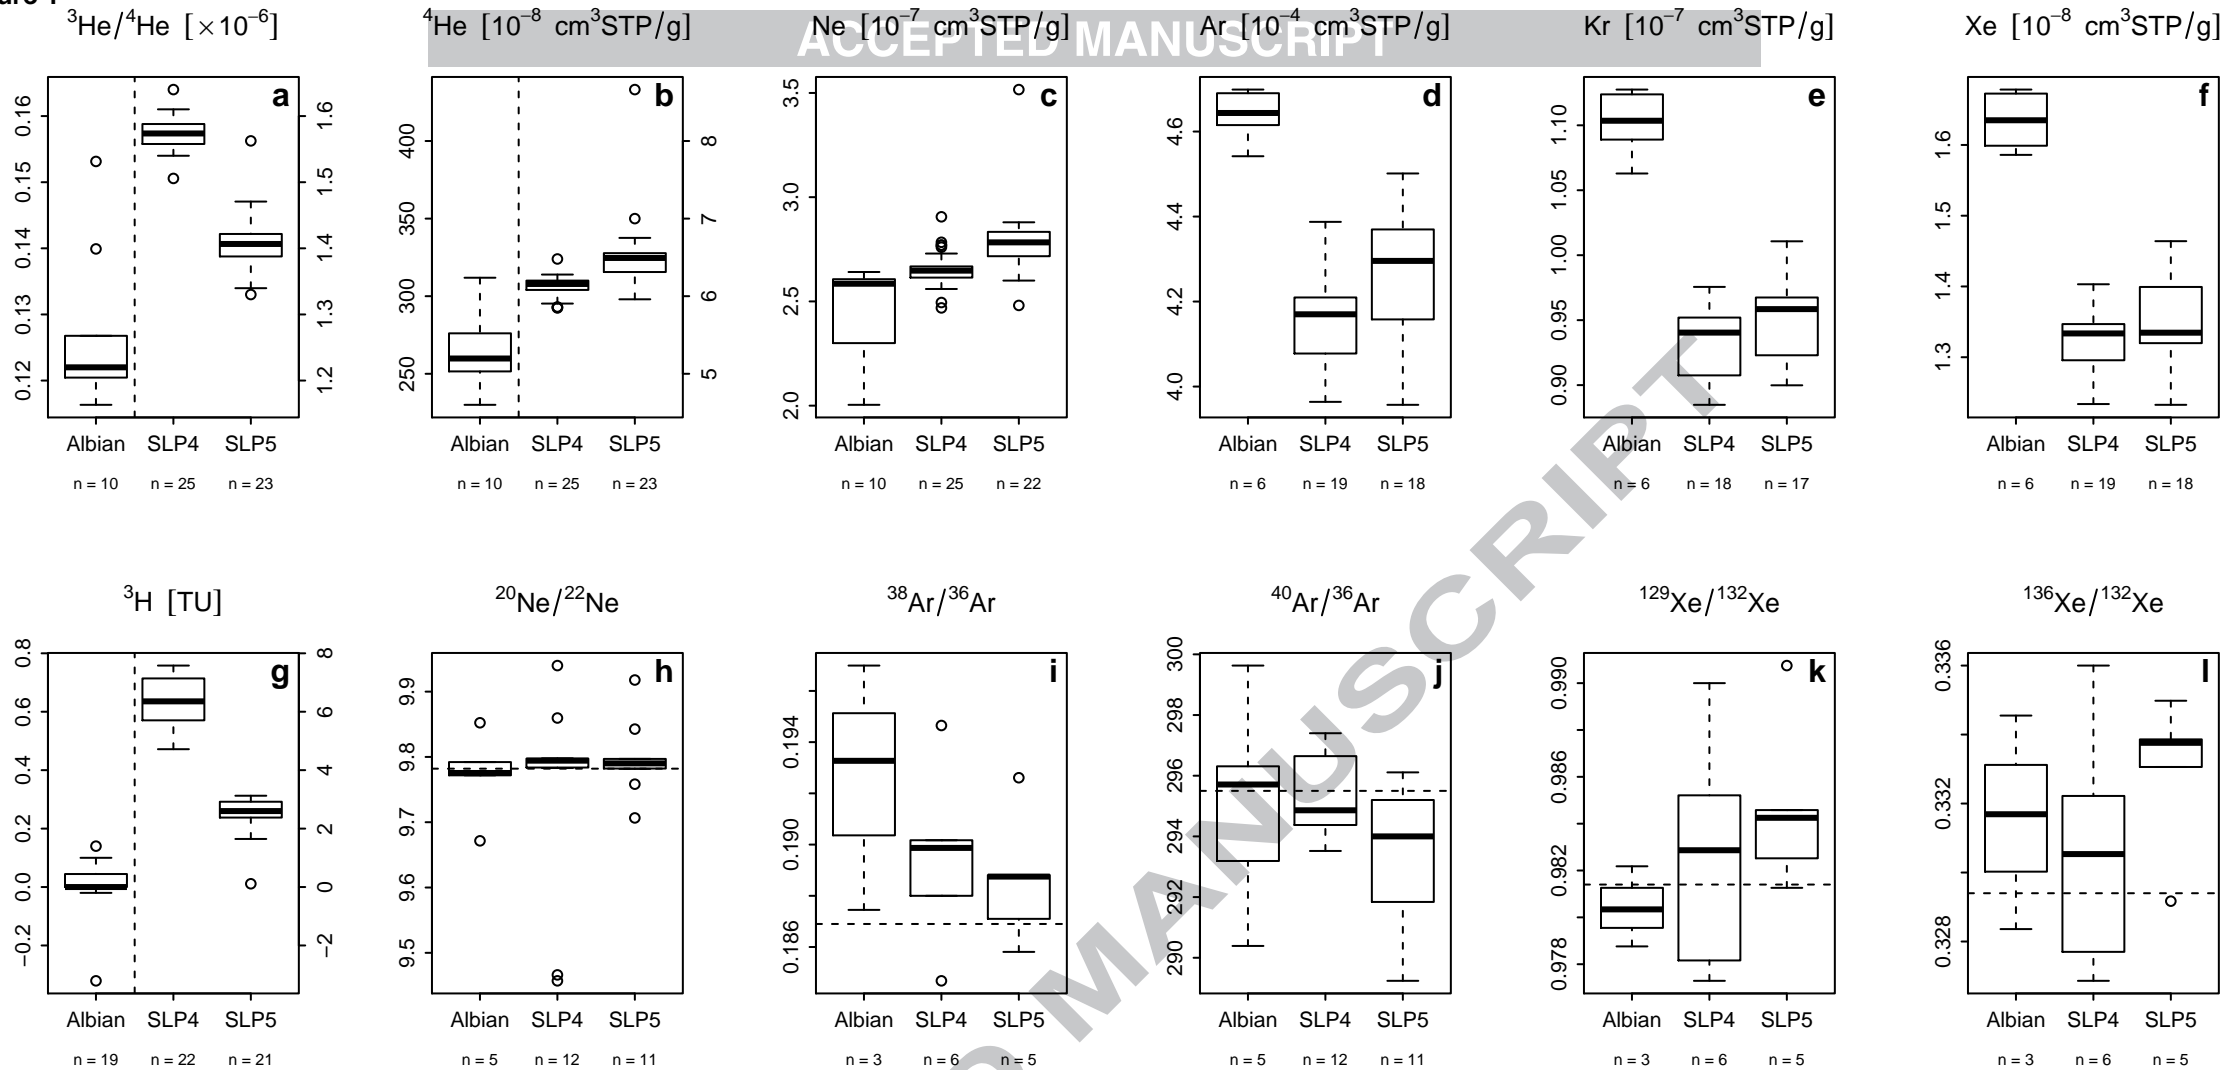 ³He/⁴He [×10⁻⁶]
⁴He [10⁻⁸ cm³STP/g]
Ne [10⁻⁷ cm³STP/g]
Ar [10⁻⁴ cm³STP/g]
Kr [10⁻⁷ cm³STP/g]
Xe [10⁻⁸ cm³STP/g]
ACCEPTED MANUSCRIPT
a
0.16 0.15 0.14 0.13 0.12
1.6 1.5 1.4 1.3 1.2
Albian SLP4 SLP5
n = 10 n = 25 n = 23
b
400 350 300 250
8 7 6 5
Albian SLP4 SLP5
n = 10 n = 25 n = 23
c
3.5 3.0 2.5 2.0
Albian SLP4 SLP5
n = 10 n = 25 n = 22
d
4.6 4.4 4.2 4.0
Albian SLP4 SLP5
n = 6 n = 19 n = 18
e
1.10 1.05 1.00 0.95 0.90
Albian SLP4 SLP5
n = 6 n = 18 n = 17
f
1.6 1.5 1.4 1.3
Albian SLP4 SLP5
n = 6 n = 19 n = 18
³H [TU]
g
0.8 0.6 0.4 0.2 0.0 −0.2
8 6 4 2 0 −2
Albian SLP4 SLP5
n = 19 n = 22 n = 21
²⁰Ne/²²Ne
h
9.9 9.8 9.7 9.6 9.5
Albian SLP4 SLP5
n = 5 n = 12 n = 11
³⁸Ar/³⁶Ar
i
0.194 0.190 0.186
Albian SLP4 SLP5
n = 3 n = 6 n = 5
⁴⁰Ar/³⁶Ar
j
300 298 296 294 292 290
Albian SLP4 SLP5
n = 5 n = 12 n = 11
¹²⁹Xe/¹³²Xe
k
0.990 0.986 0.982 0.978
Albian SLP4 SLP5
n = 3 n = 6 n = 5
¹³⁶Xe/¹³²Xe
l
0.336 0.332 0.328
Albian SLP4 SLP5
n = 3 n = 6 n = 5
MANUSCRIPT